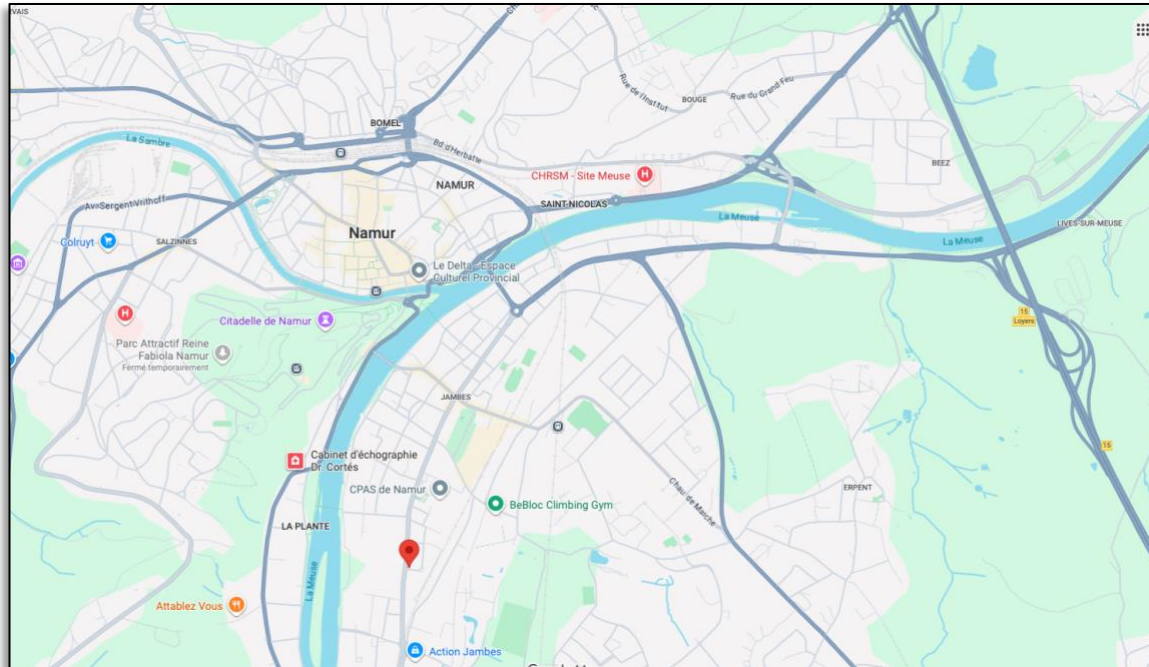 BOMEL
La Sambre
Bd d'Herbatte
Rue de l'Institut
BOUGE
Rue du Grand Feu
BEEZ
NAMUR
CHRSM - Site Meuse
SAINT-NICOLAS
La Meuse
La Meuse
LIVES-SUR-MEUSE
Colruyt
SALZINNES
Namur
Le Delta, Espace
Culturel Provincial
Citadelle de Namur
Parc Attractif Reine
Fabiola Namur
Fermé temporairement
15
Loyers
JAMBES
15
Cabinet d'échographie
Dr. Cortés
CPAS de Namur
BeBloc Climbing Gym
Chau. de Marche
ERPENT
LA PLANTE
La Meuse
Attablez Vous
Action Jambes